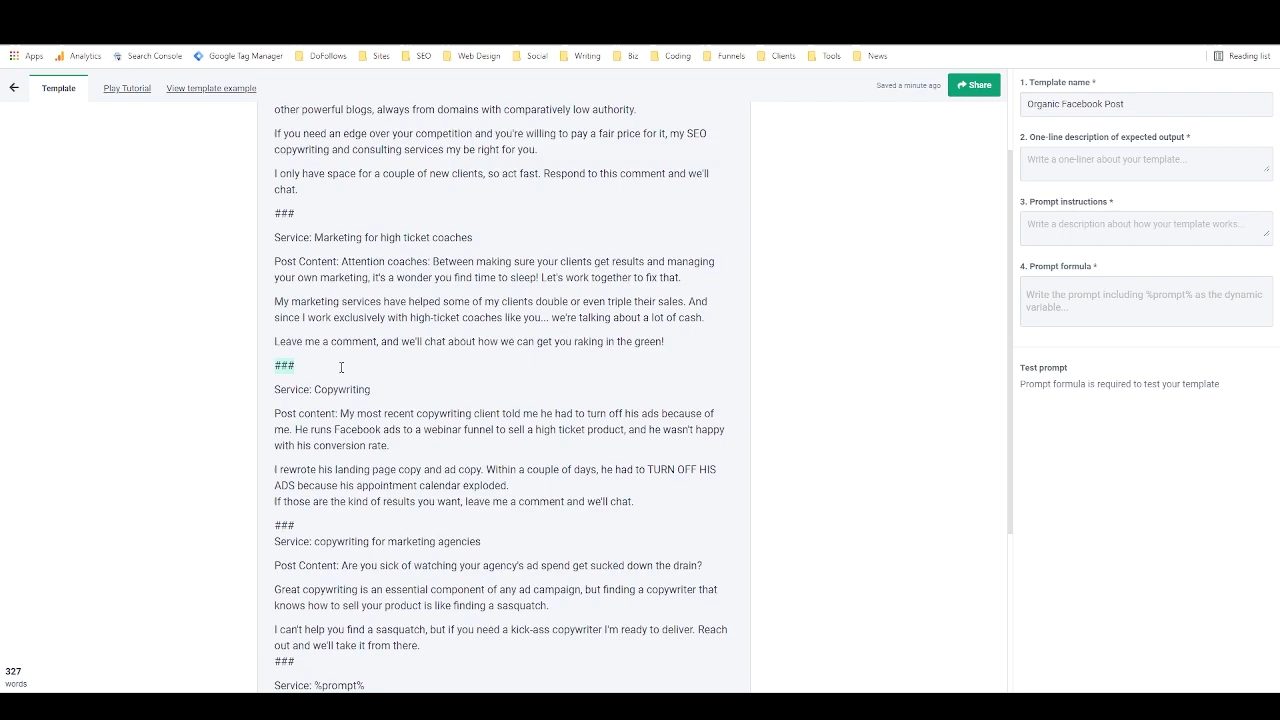 Apps Analytics Search Console Google Tag Manager DoFollows Sites SEO Web Design Social Writing Biz Coding Funnels Clients Tools News Reading list
Template Play Tutorial View template example Saved a minute ago Share
other powerful blogs, always from domains with comparatively low authority.
If you need an edge over your competition and you're willing to pay a fair price for it, my SEO
copywriting and consulting services my be right for you.
I only have space for a couple of new clients, so act fast. Respond to this comment and we'll
chat.
###
Service: Marketing for high ticket coaches
Post Content: Attention coaches: Between making sure your clients get results and managing
your own marketing, it's a wonder you find time to sleep! Let's work together to fix that.
My marketing services have helped some of my clients double or even triple their sales. And
since I work exclusively with high-ticket coaches like you... we're talking about a lot of cash.
Leave me a comment, and we'll chat about how we can get you raking in the green!
###
Service: Copywriting
Post content: My most recent copywriting client told me he had to turn off his ads because of
me. He runs Facebook ads to a webinar funnel to sell a high ticket product, and he wasn't happy
with his conversion rate.
I rewrote his landing page copy and ad copy. Within a couple of days, he had to TURN OFF HIS
ADS because his appointment calendar exploded.
If those are the kind of results you want, leave me a comment and we'll chat.
###
Service: copywriting for marketing agencies
Post Content: Are you sick of watching your agency's ad spend get sucked down the drain?
Great copywriting is an essential component of any ad campaign, but finding a copywriter that
knows how to sell your product is like finding a sasquatch.
I can't help you find a sasquatch, but if you need a kick-ass copywriter I'm ready to deliver. Reach
out and we'll take it from there.
###
Service: %prompt%
327
words
1. Template name *
Organic Facebook Post
2. One-line description of expected output *
Write a one-liner about your template...
3. Prompt instructions *
Write a description about how your template works...
4. Prompt formula *
Write the prompt including %prompt% as the dynamic
variable...
Test prompt
Prompt formula is required to test your template